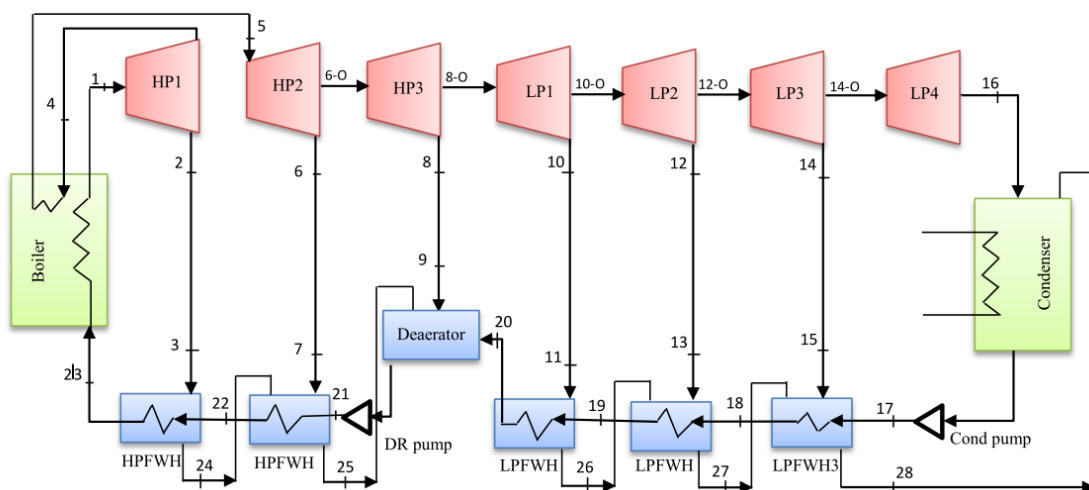 5
1
4
HP1
HP2
6-O
HP3
8-O
LP1
10-O
LP2
12-O
LP3
14-O
LP4
16
2
6
8
10
12
14
Boiler
Condenser
9
Deaerator
20
3
7
11
13
15
23
22
21
19
18
17
DR pump
Cond pump
HPFWH
HPFWH
LPFWH
LPFWH
LPFWH3
24
25
26
27
28